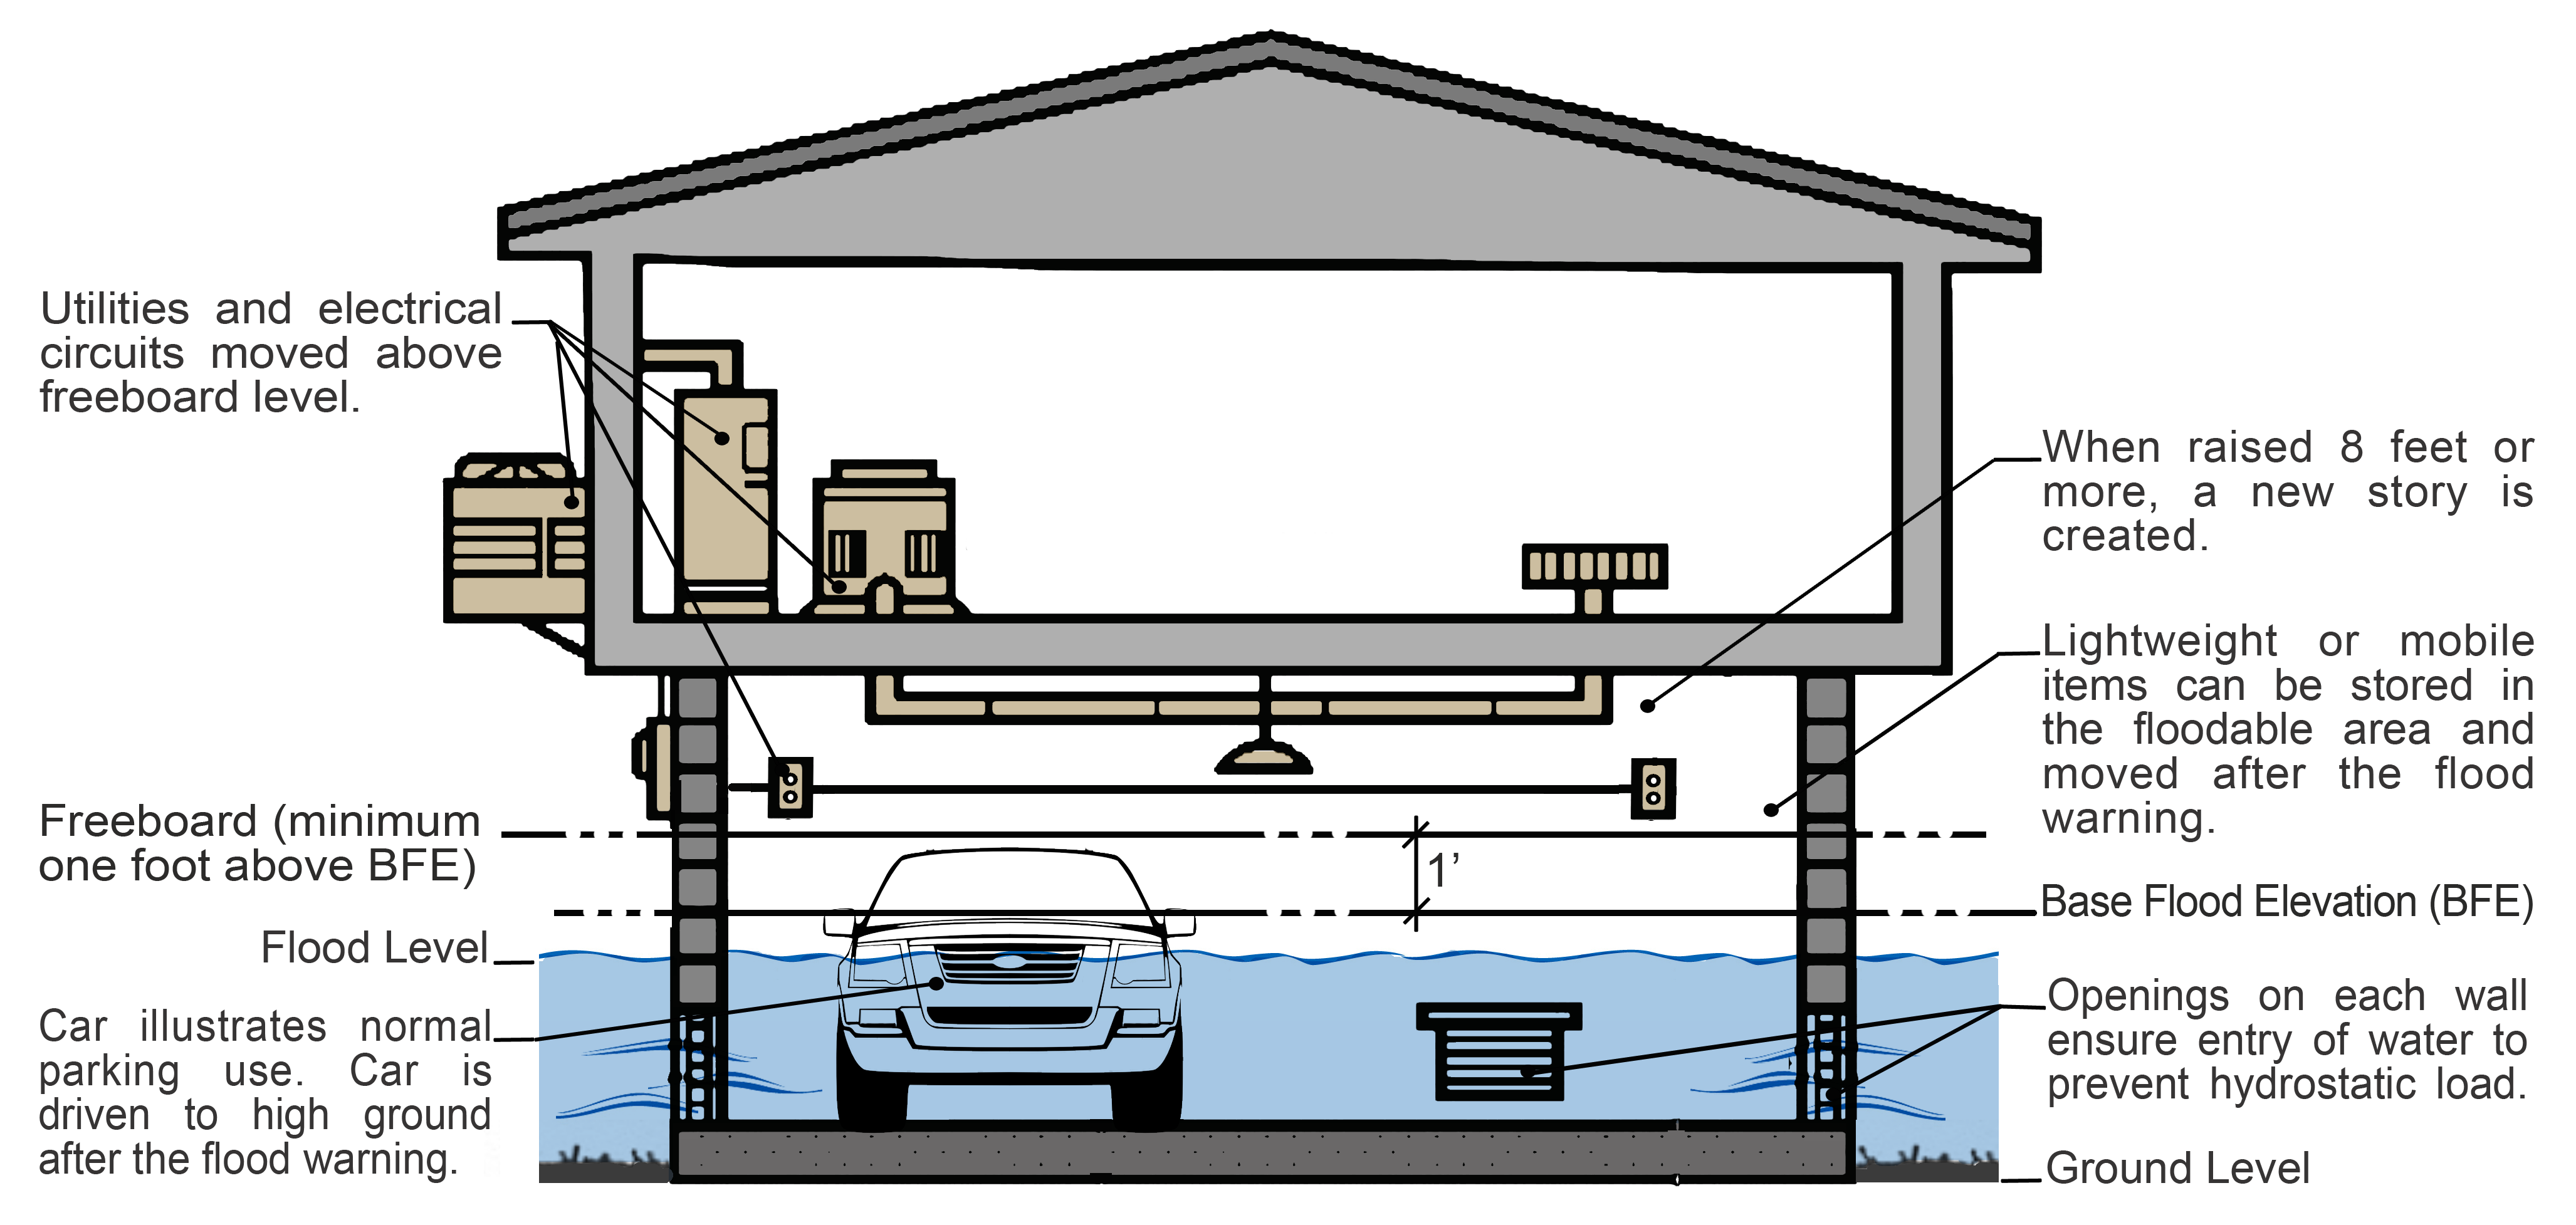 Utilities and electrical
circuits moved above
freeboard level.
When raised 8 feet or
more, a new story is
created.
Lightweight or mobile
items can be stored in
the floodable area and
moved after the flood
warning.
Freeboard (minimum
one foot above BFE)
1’
Base Flood Elevation (BFE)
Flood Level
Car illustrates normal
parking use. Car is
driven to high ground
after the flood warning.
Openings on each wall
ensure entry of water to
prevent hydrostatic load.
Ground Level